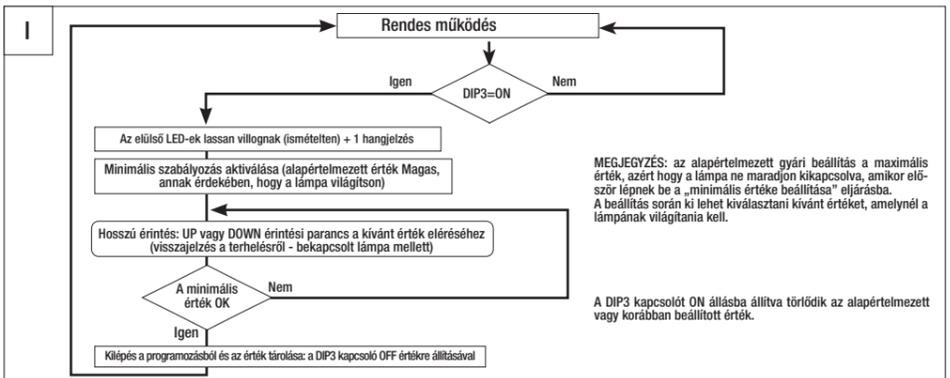 I
Rendes működés
Igen
DIP3=ON
Nem
Az elülső LED-ek lassan villognak (ismételten) + 1 hangjelzés
Minimális szabályozás aktiválása (alapértelmezett érték Magas,
annak érdekében, hogy a lámpa világítson)
Hosszú érintés: UP vagy DOWN érintési parancs a kívánt érték eléréséhez
(visszajelzés a terhelésről - bekapcsolt lámpa mellett)
A minimális
érték OK
Nem
Igen
Kilépés a programozásból és az érték tárolása: a DIP3 kapcsoló OFF értékre állításával
MEGJEGYZÉS: az alapértelmezett gyári beállítás a maximális
érték, azért hogy a lámpa ne maradjon kikapcsolva, amikor elő-
ször lépnek be a „minimális értéke beállítása” eljárásba.
A beállítás során ki lehet kiválasztani kívánt értéket, amelynél a
lámpának világítania kell.
A DIP3 kapcsolót ON állásba állítva törlődik az alapértelmezett
vagy korábban beállított érték.